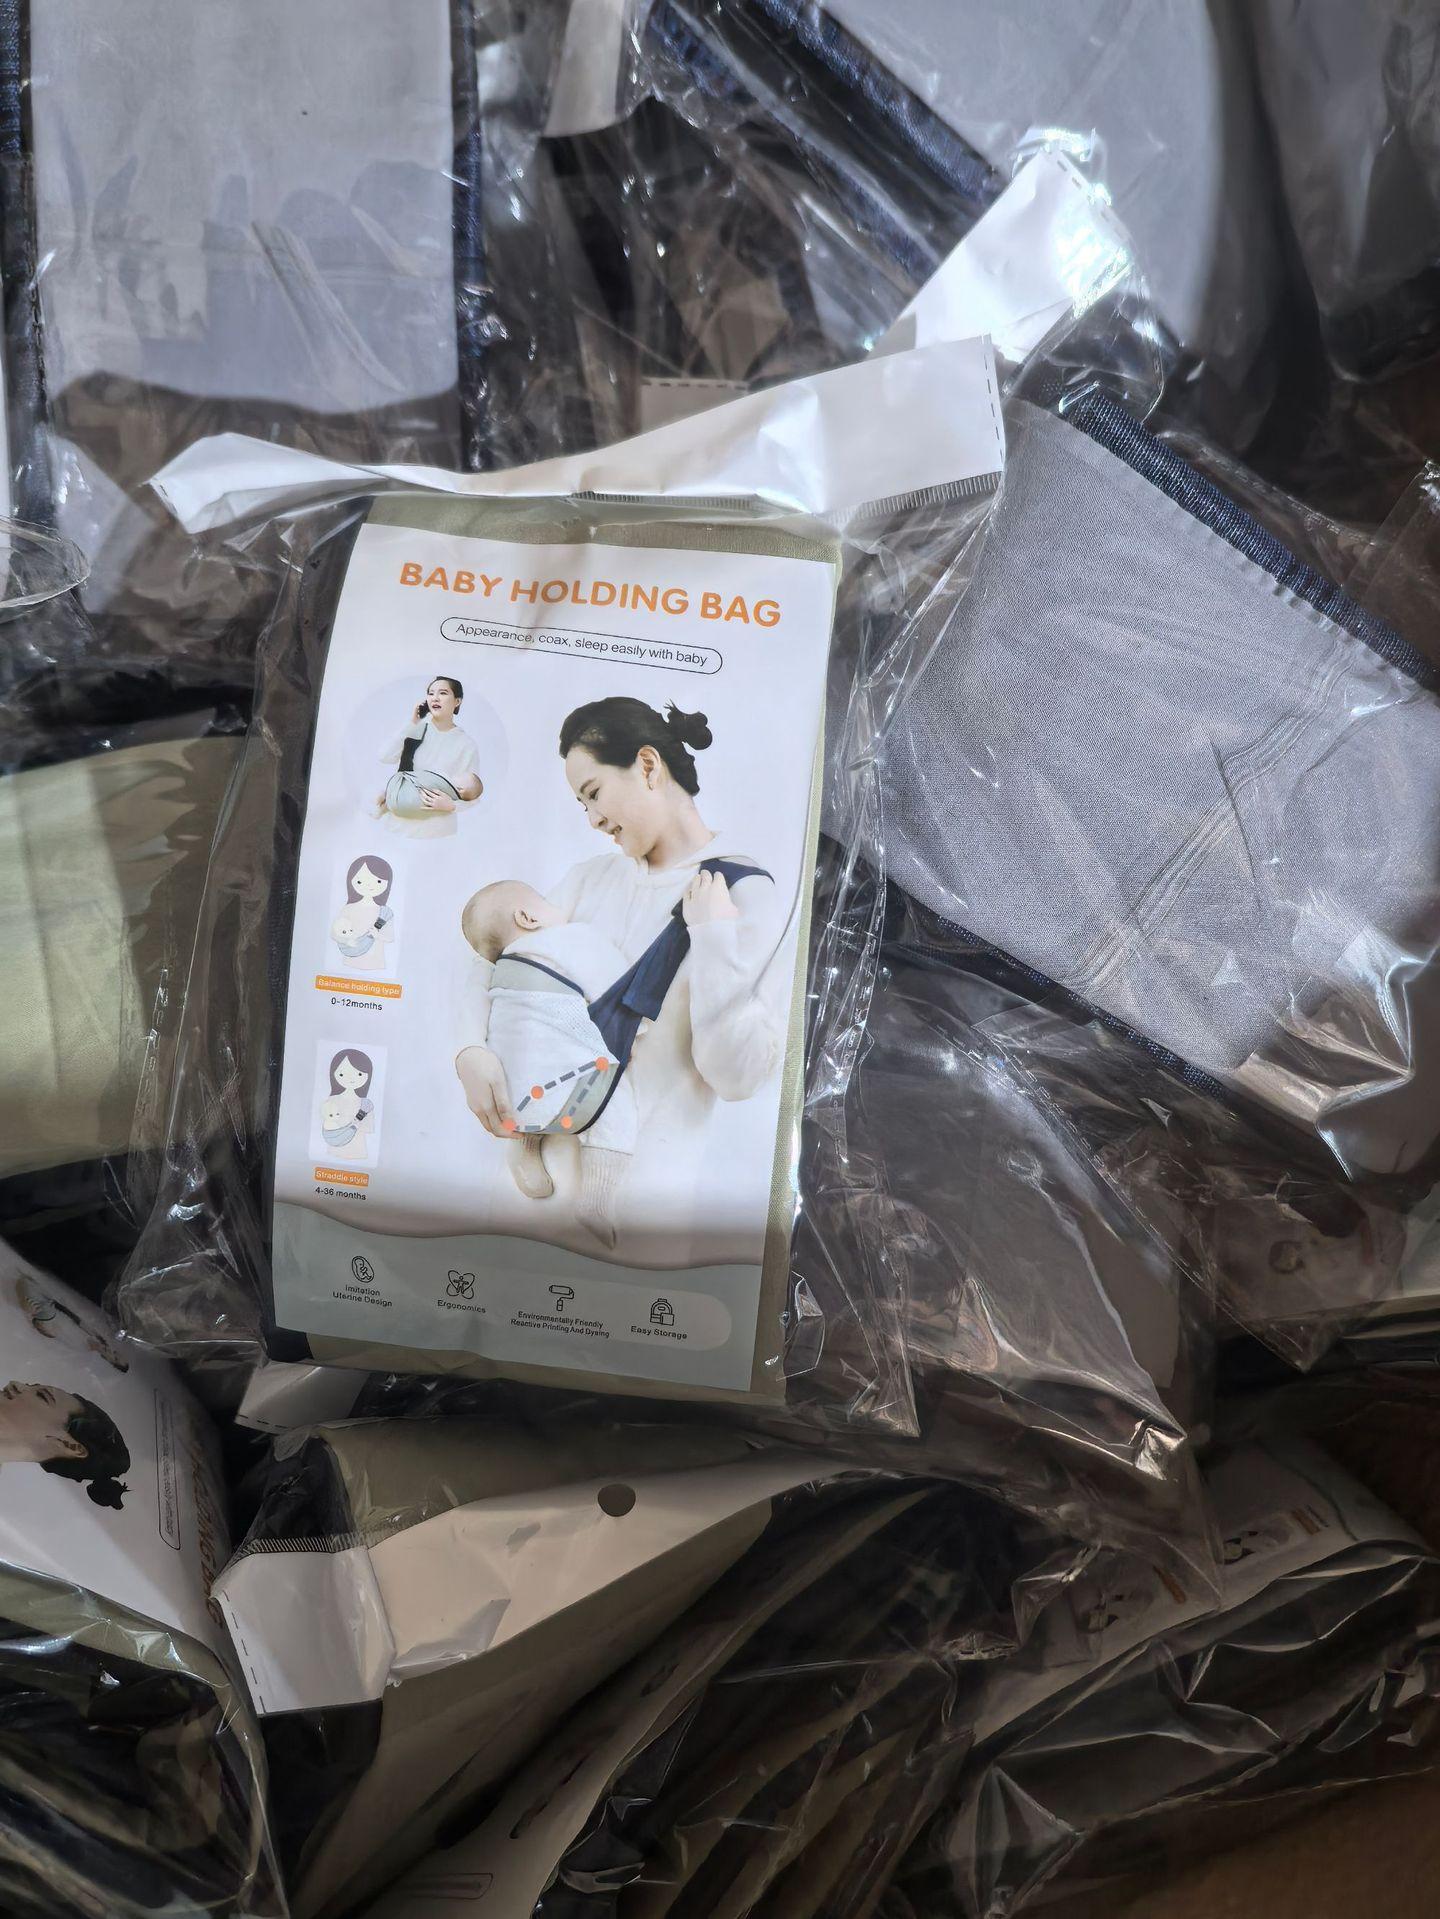 BABY HOLDING BAG
Appearance, coax, sleep easily with baby
Balance holding type
0-12months
Straddle style
4-36 months
Imitation
Uterine Design
Ergonomics
Environmentally Friendly
Reactive Printing And Dyeing
Easy Storage